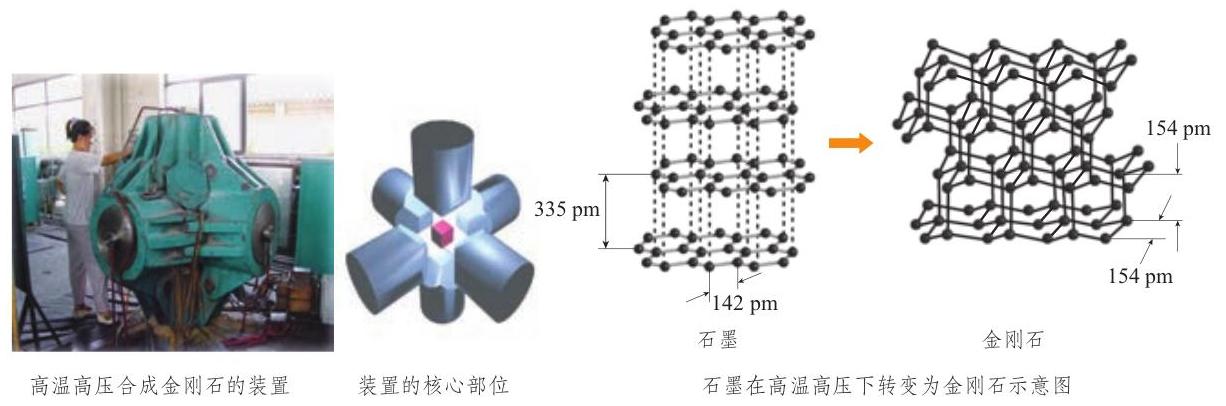 335 pm
142 pm
154 pm
154 pm
石墨
金刚石
高温高压合成金刚石的装置
装置的核心部位
石墨在高温高压下转变为金刚石示意图